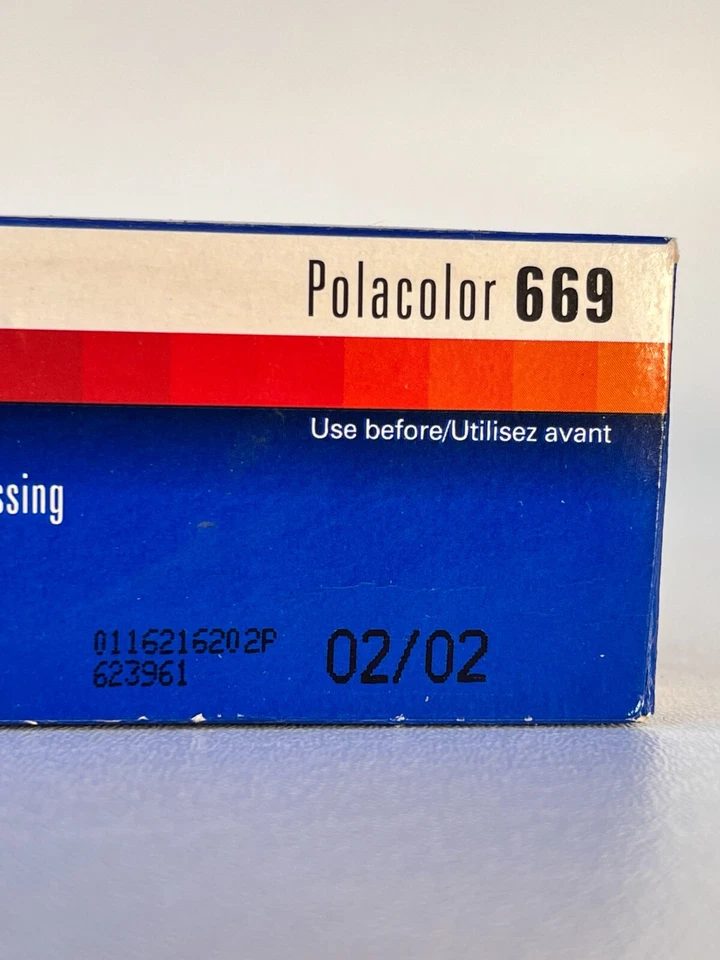 Polacolor 669
Use before/Utilisez avant
ssing
0116216202P
623961
02/02